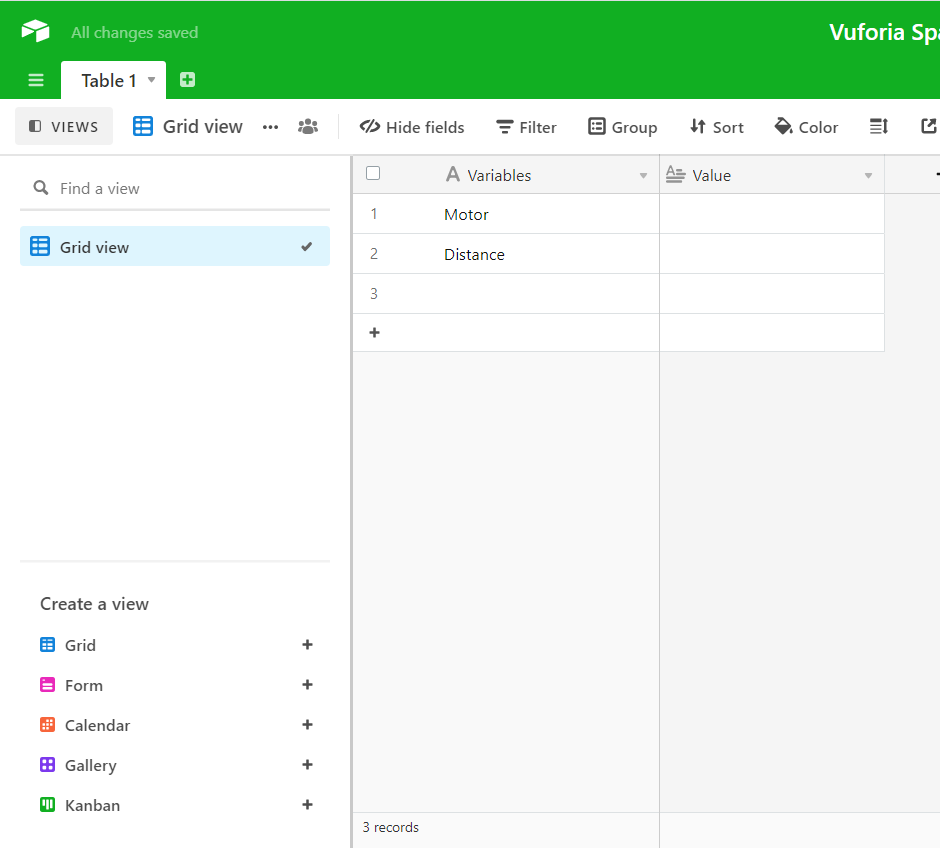 All changes saved
Vuforia Spa
Table 1
VIEWS Grid view ... Hide fields Filter Group Sort Color
Find a view
Grid view
Create a view
Grid
Form
Calendar
Gallery
Kanban
A Variables A Value
1 Motor
2 Distance
3
+
3 records